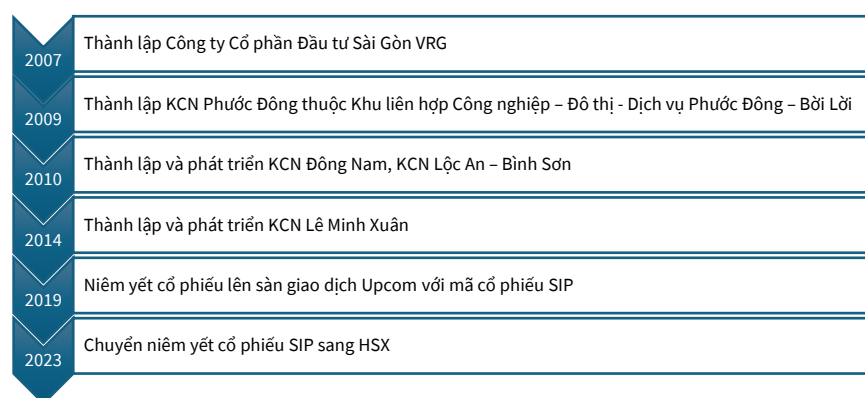 2007
Thành lập Công ty Cổ phần Đầu tư Sài Gòn VRG
2009
Thành lập KCN Phước Đông thuộc Khu liên hợp Công nghiệp – Đô thị - Dịch vụ Phước Đông – Bời Lời
2010
Thành lập và phát triển KCN Đông Nam, KCN Lộc An – Bình Sơn
2014
Thành lập và phát triển KCN Lê Minh Xuân
2019
Niêm yết cổ phiếu lên sàn giao dịch Upcom với mã cổ phiếu SIP
2023
Chuyển niêm yết cổ phiếu SIP sang HSX